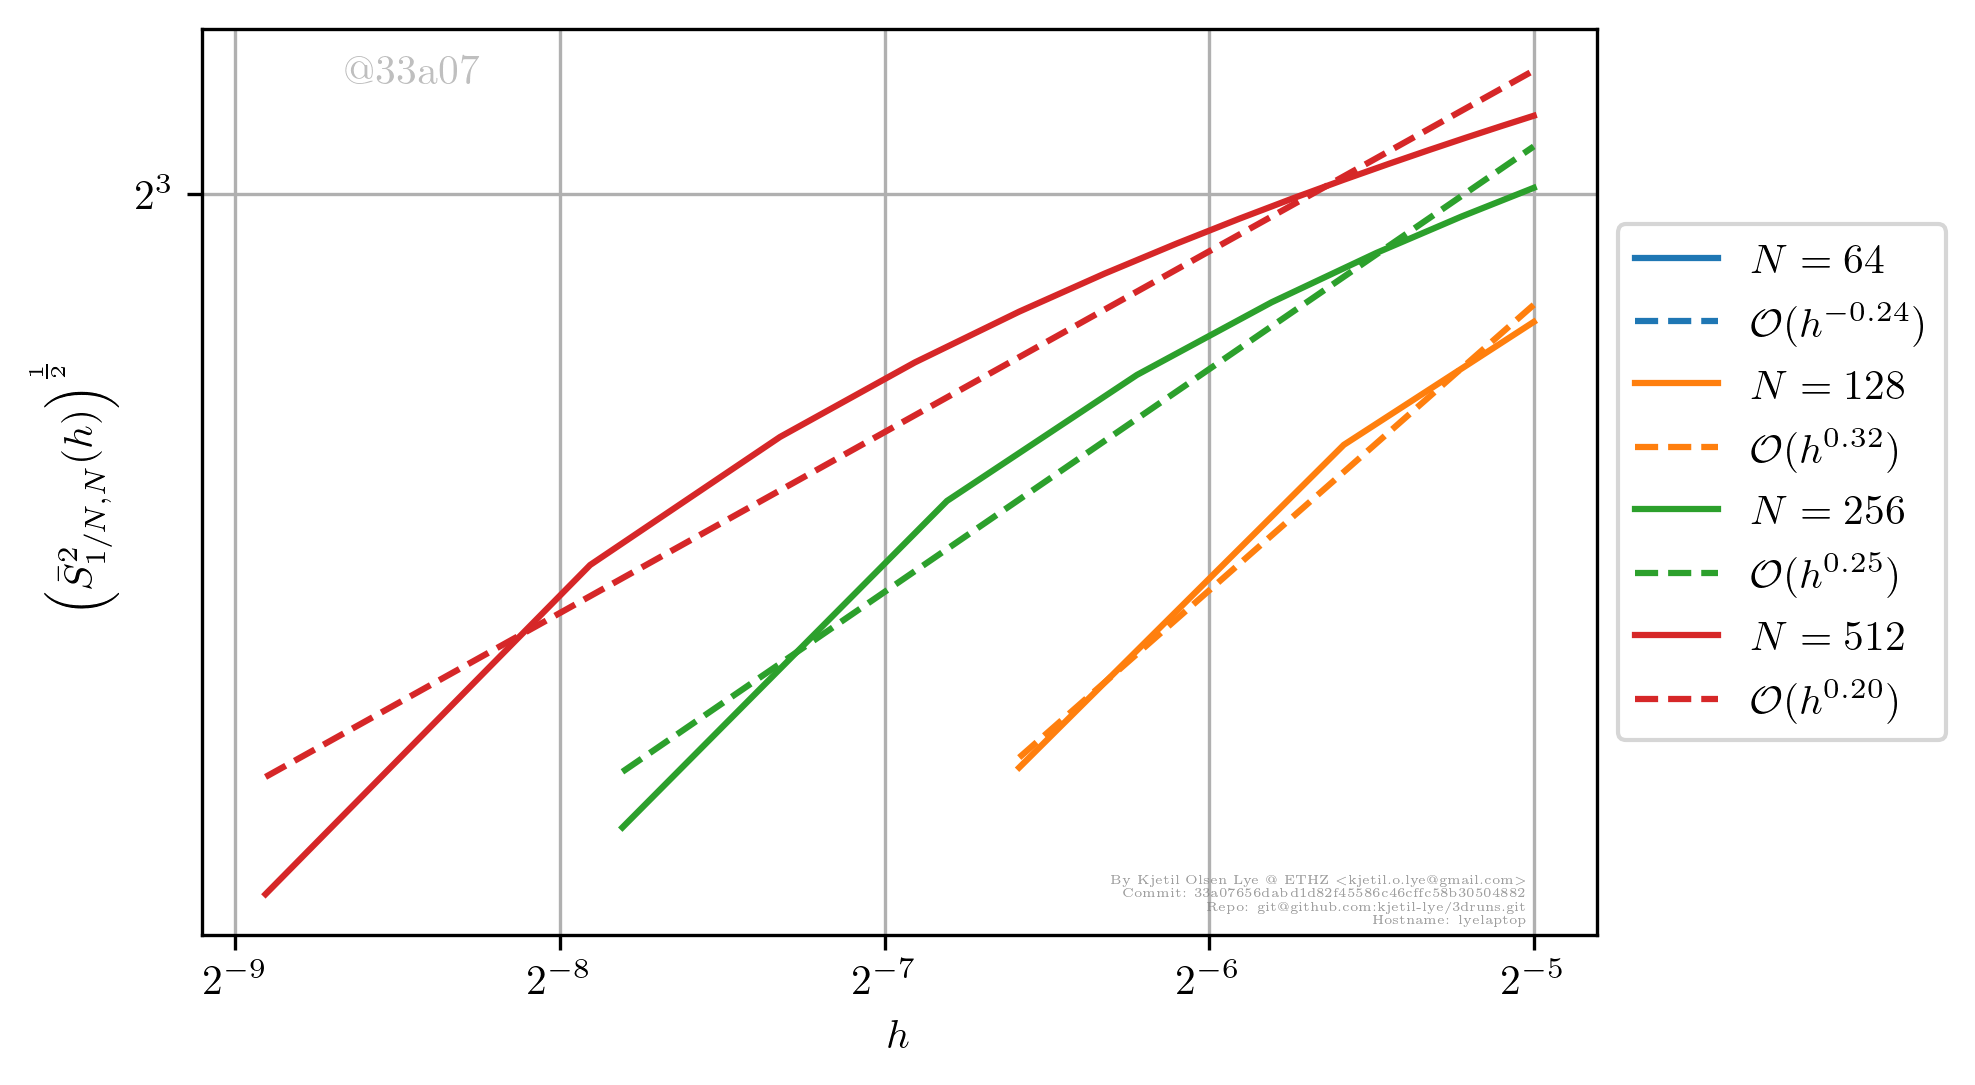 @33a07
2^3
(S̄^2_{1/N,N}(h))^{1/2}
N = 64
𝒪(h^{-0.24})
N = 128
𝒪(h^{0.32})
N = 256
𝒪(h^{0.25})
N = 512
𝒪(h^{0.20})
By Kjetil Olsen Lye @ ETHZ <kjetil.o.lye@gmail.com>
Commit: 33a07656dabd1d82f45586c46cffc58b30504882
Repo: git@github.com:kjetil-lye/3druns.git
Hostname: lyelaptop
2^{-9} 2^{-8} 2^{-7} 2^{-6} 2^{-5}
h